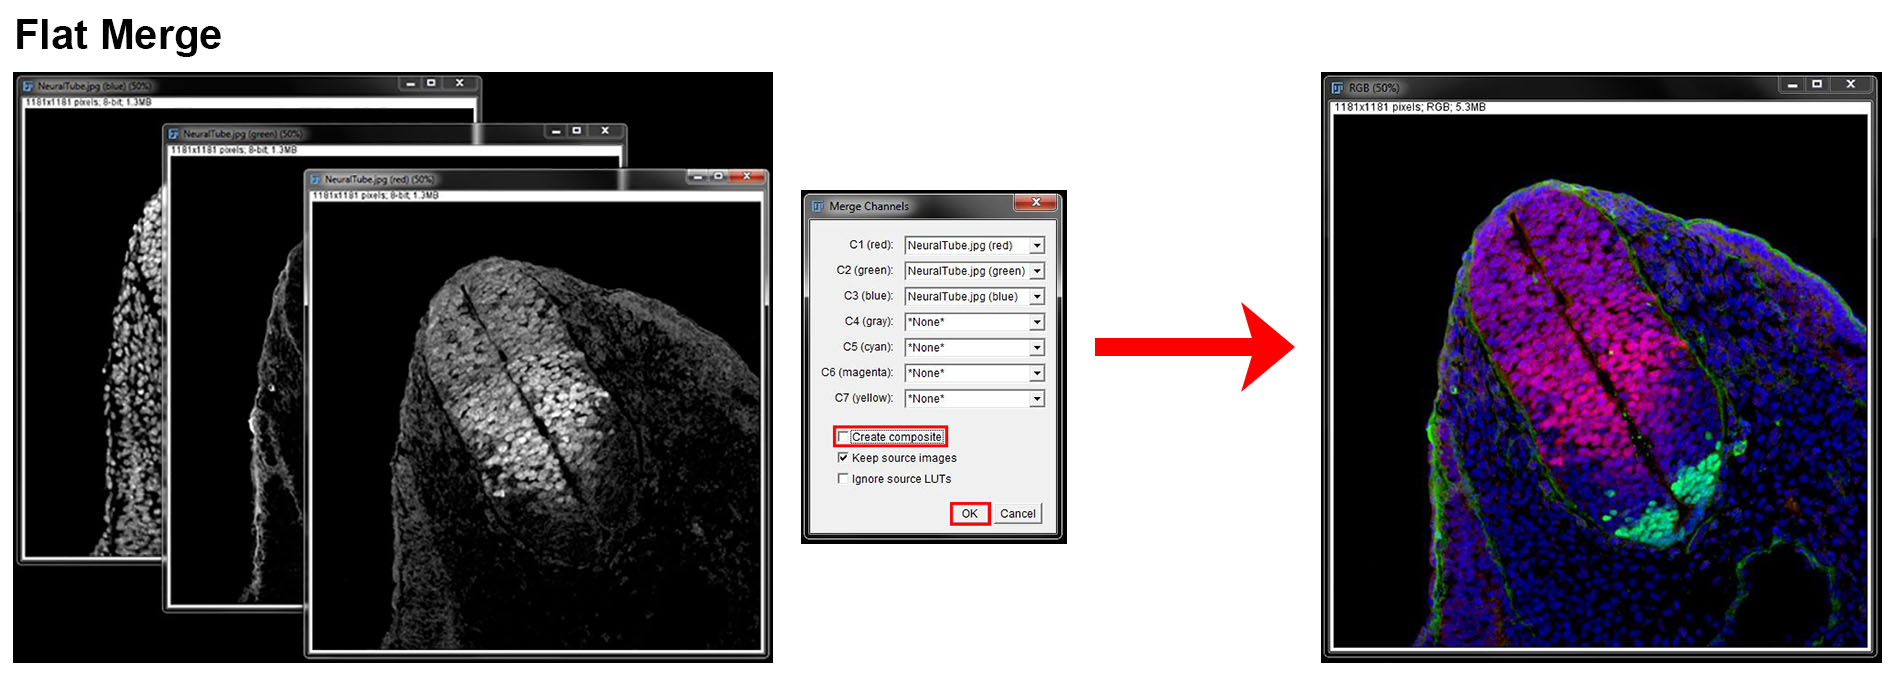 Flat Merge
NeuralTube.jpg (blue) (50%)
1181x1181 pixels; 8-bit; 1.3MB
NeuralTube.jpg (green) (50%)
1181x1181 pixels; 8-bit; 1.3MB
NeuralTube.jpg (red) (50%)
1181x1181 pixels; 8-bit; 1.3MB
Merge Channels
C1 (red): NeuralTube.jpg (red)
C2 (green): NeuralTube.jpg (green)
C3 (blue): NeuralTube.jpg (blue)
C4 (gray): *None*
C5 (cyan): *None*
C6 (magenta): *None*
C7 (yellow): *None*
Create composite
Keep source images
Ignore source LUTs
OK Cancel
RGB (50%)
1181x1181 pixels; RGB; 5.3MB